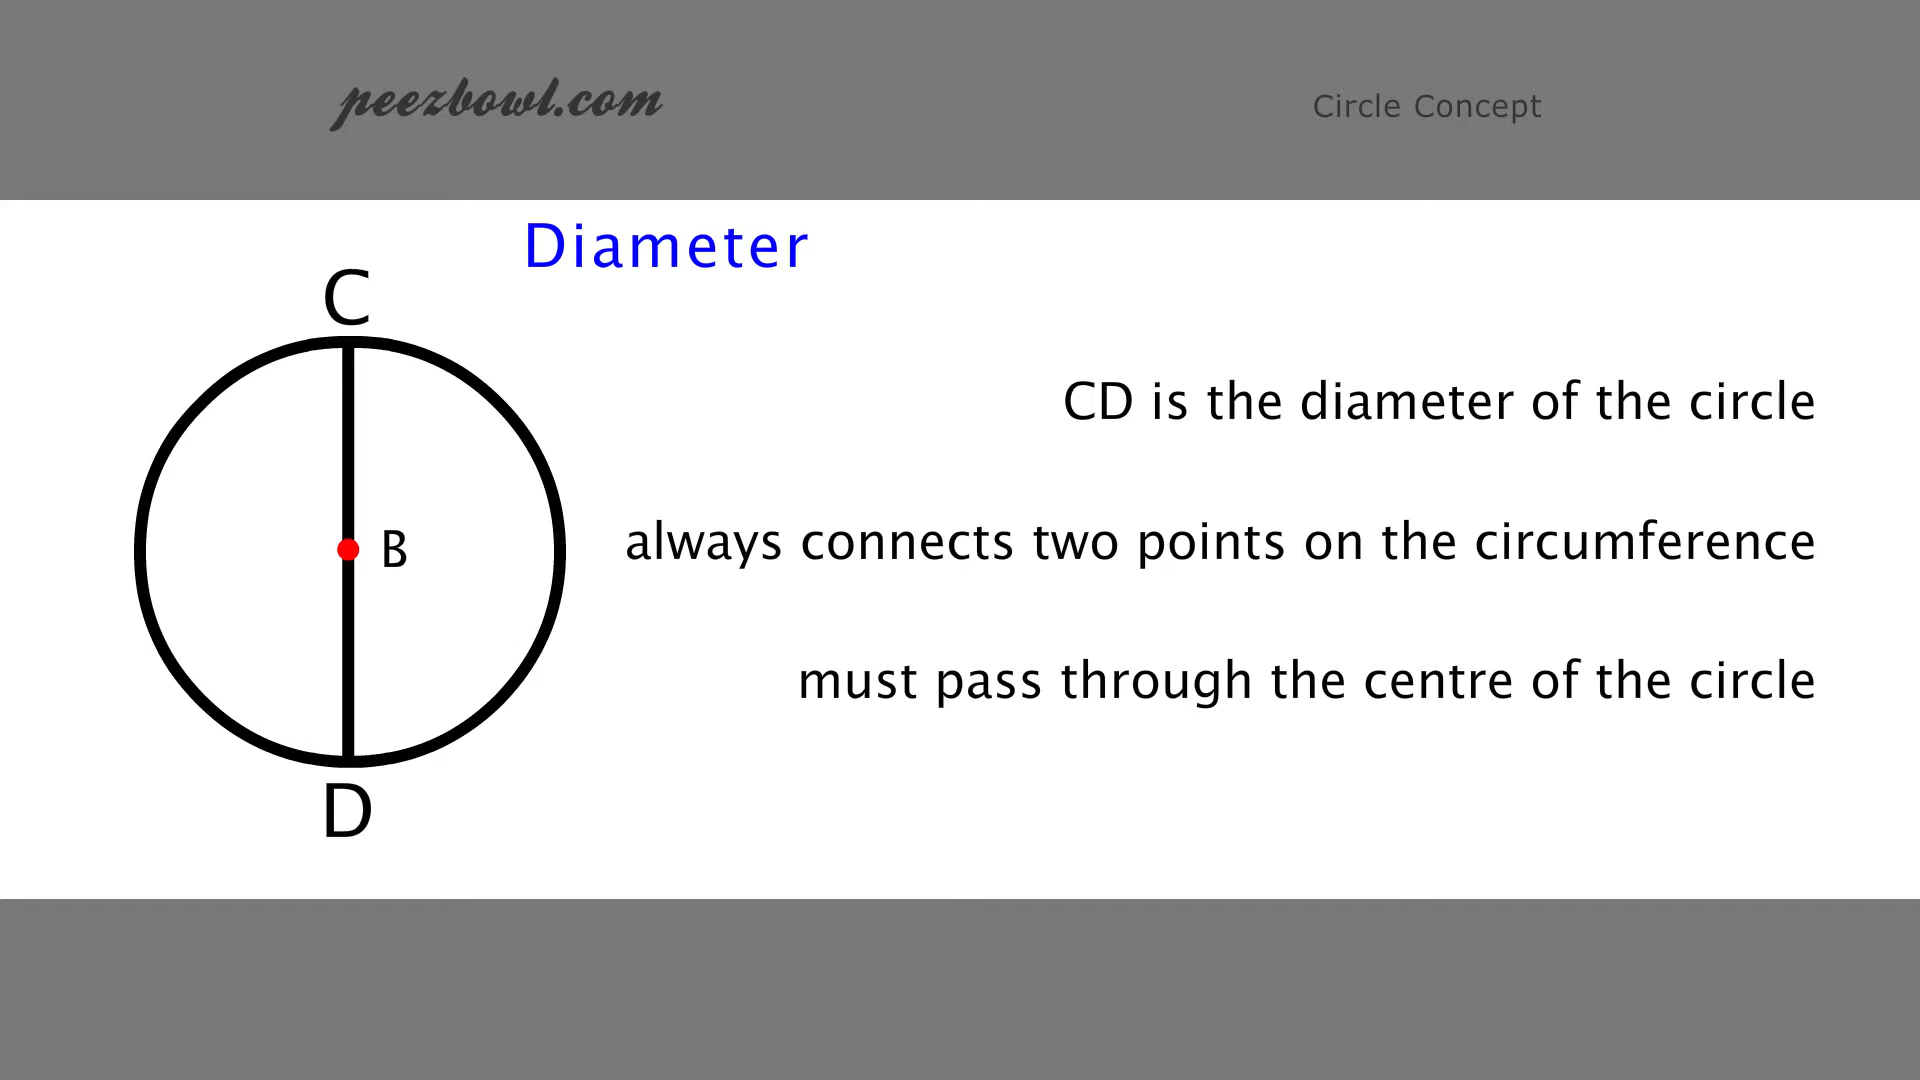 peezbowl.com
Circle Concept
Diameter
C
CD is the diameter of the circle
B
always connects two points on the circumference
must pass through the centre of the circle
D